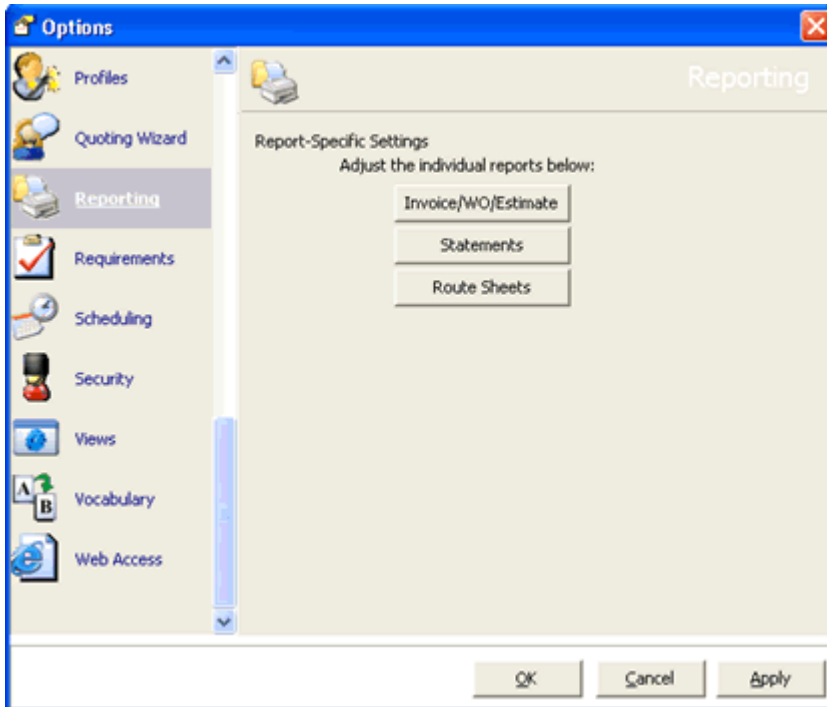 Options
Profiles
Quoting Wizard
Reporting
Requirements
Scheduling
Security
Views
A
B
Vocabulary
Web Access
Reporting
Report-Specific Settings
Adjust the individual reports below:
Invoice/WO/Estimate
Statements
Route Sheets
OK
Cancel
Apply